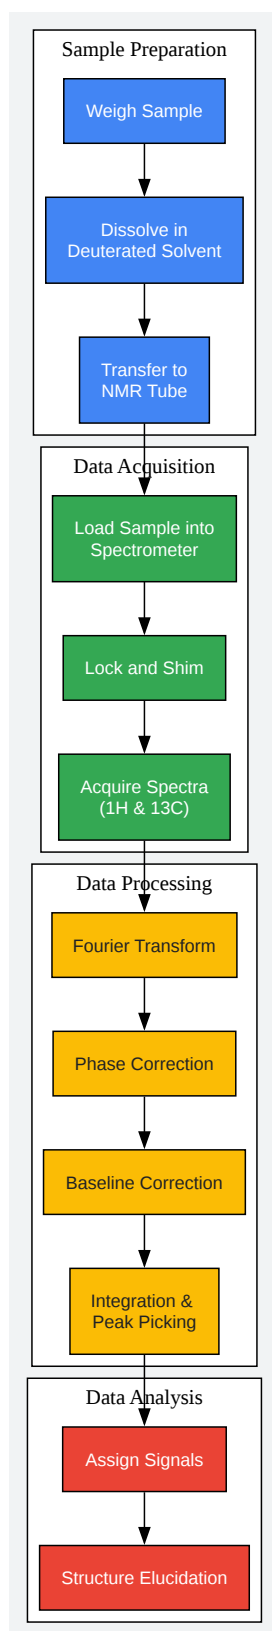 Sample Preparation
Weigh Sample
Dissolve in
Deuterated Solvent
Transfer to
NMR Tube
Data Acquisition
Load Sample into
Spectrometer
Lock and Shim
Acquire Spectra
(1H & 13C)
Data Processing
Fourier Transform
Phase Correction
Baseline Correction
Integration &
Peak Picking
Data Analysis
Assign Signals
Structure Elucidation